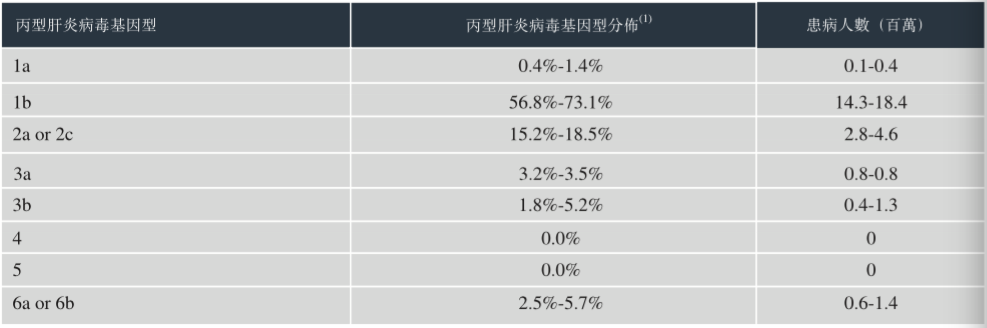 丙型肝炎病毒基因型 丙型肝炎病毒基因型分佈(1) 患病人數（百萬）
1a 0.4%-1.4% 0.1-0.4
1b 56.8%-73.1% 14.3-18.4
2a or 2c 15.2%-18.5% 2.8-4.6
3a 3.2%-3.5% 0.8-0.8
3b 1.8%-5.2% 0.4-1.3
4 0.0% 0
5 0.0% 0
6a or 6b 2.5%-5.7% 0.6-1.4